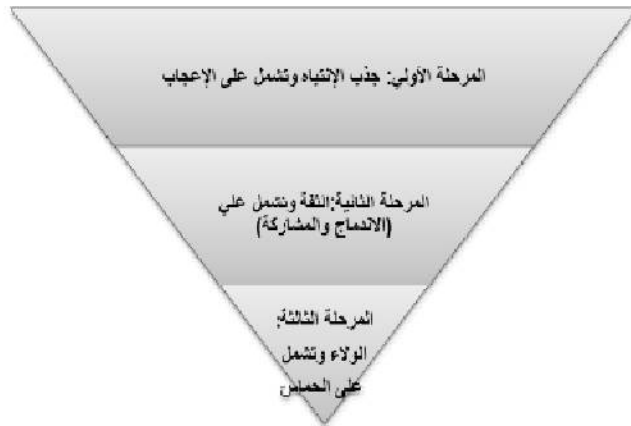 المرحلة الأولي: جذب الإنتباه وتشمل على الإعجاب
المرحلة الثانية:الثقة وتشمل علي
(الاندماج والمشاركة)
المرحلة الثالثة:
الولاء وتشمل
على الحماس